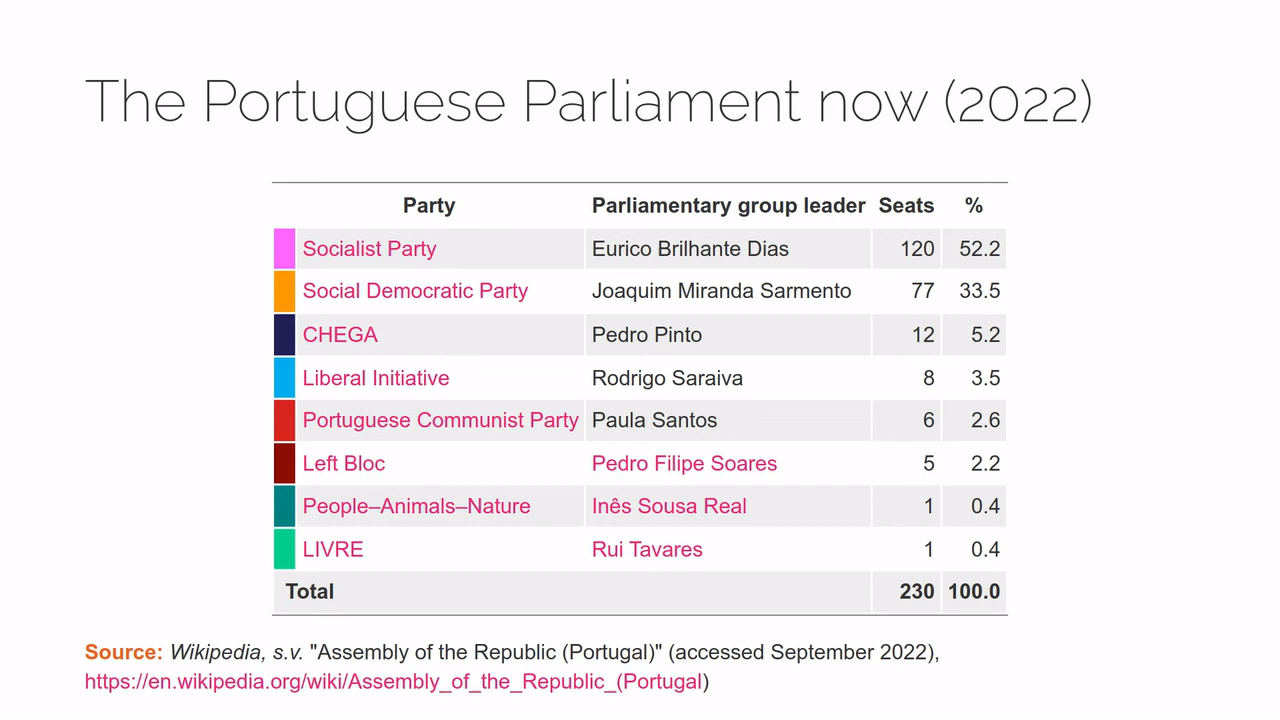 The Portuguese Parliament now (2022)
Party Parliamentary group leader Seats %
Socialist Party Eurico Brilhante Dias 120 52.2
Social Democratic Party Joaquim Miranda Sarmento 77 33.5
CHEGA Pedro Pinto 12 5.2
Liberal Initiative Rodrigo Saraiva 8 3.5
Portuguese Communist Party Paula Santos 6 2.6
Left Bloc Pedro Filipe Soares 5 2.2
People–Animals–Nature Inês Sousa Real 1 0.4
LIVRE Rui Tavares 1 0.4
Total 230 100.0
Source: Wikipedia, s.v. "Assembly of the Republic (Portugal)" (accessed September 2022),
https://en.wikipedia.org/wiki/Assembly_of_the_Republic_(Portugal)